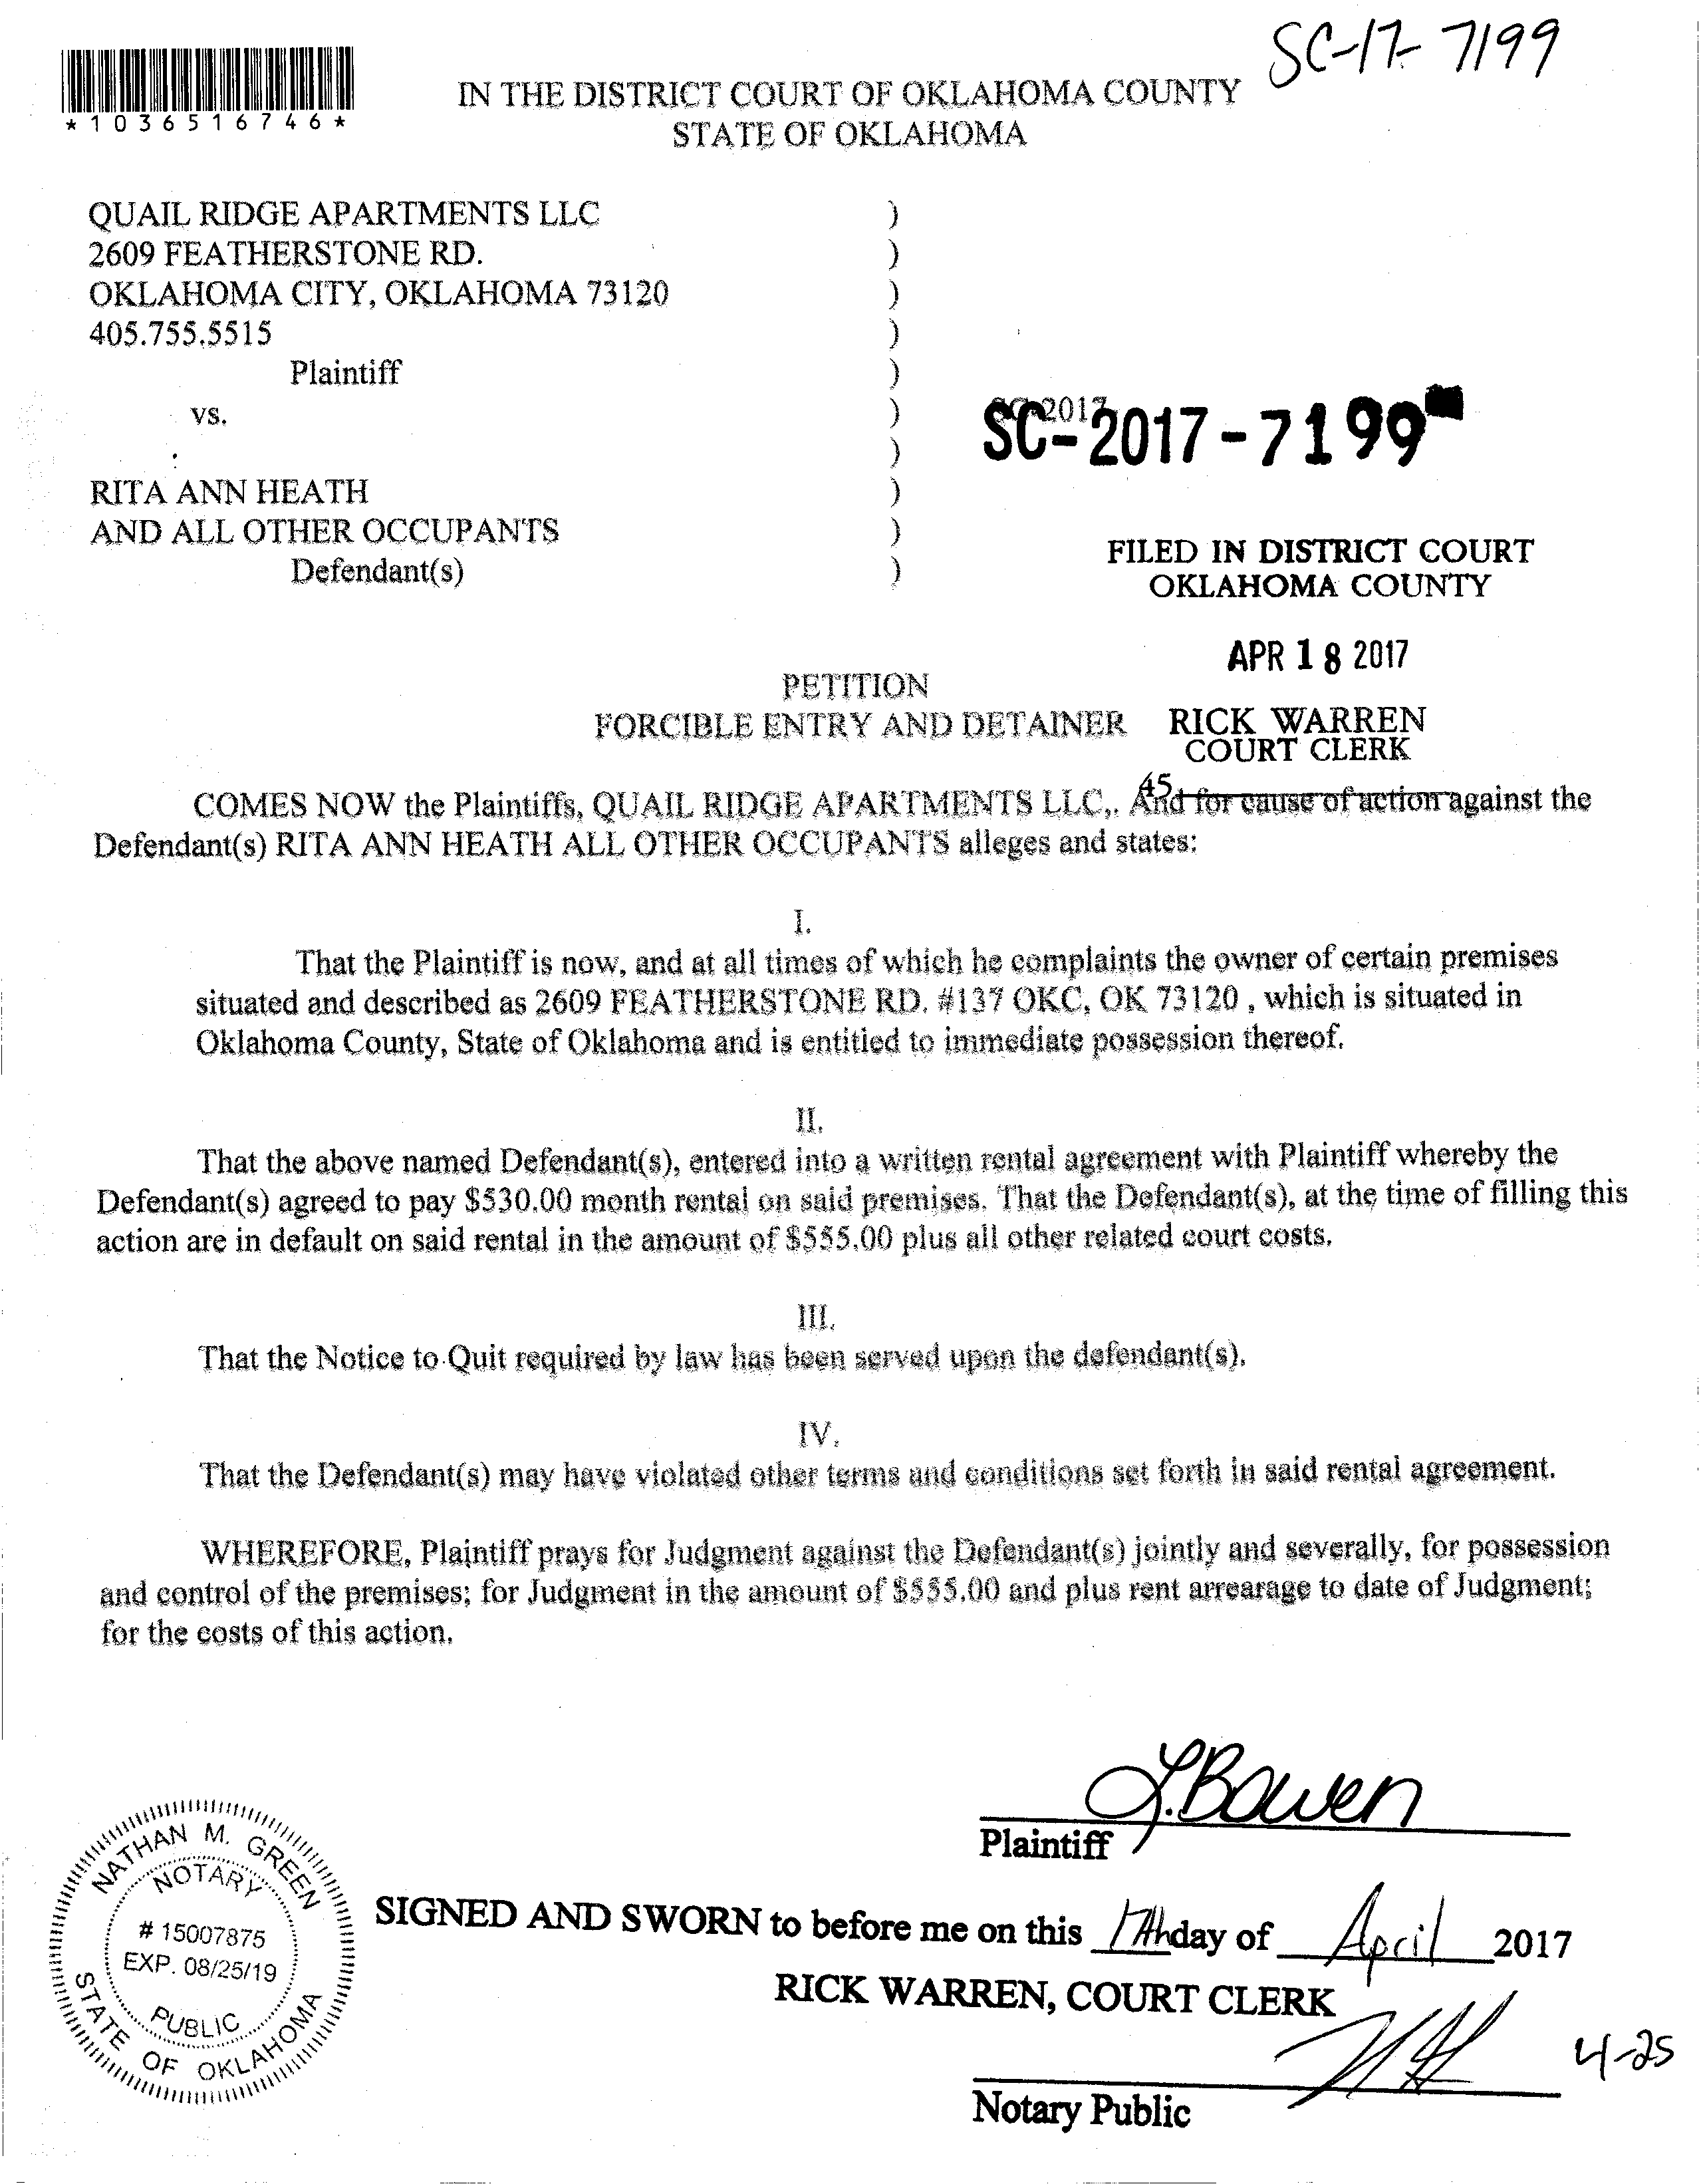 SC-17-7199
*1036516746*
IN THE DISTRICT COURT OF OKLAHOMA COUNTY
STATE OF OKLAHOMA
QUAIL RIDGE APARTMENTS LLC )
2609 FEATHERSTONE RD. )
OKLAHOMA CITY, OKLAHOMA 73120 )
405.755.5515 )
Plaintiff )
vs. )
)
RITA ANN HEATH )
AND ALL OTHER OCCUPANTS )
Defendant(s) )
SC-2017-7199
FILED IN DISTRICT COURT
OKLAHOMA COUNTY
APR 18 2017
RICK WARREN
COURT CLERK
45
PETITION
FORCIBLE ENTRY AND DETAINER
COMES NOW the Plaintiffs, QUAIL RIDGE APARTMENTS LLC,. And for cause of action against the
Defendant(s) RITA ANN HEATH ALL OTHER OCCUPANTS alleges and states:
I.
That the Plaintiff is now, and at all times of which he complaints the owner of certain premises
situated and described as 2609 FEATHERSTONE RD. #137 OKC, OK 73120 , which is situated in
Oklahoma County, State of Oklahoma and is entitled to immediate possession thereof.
II.
That the above named Defendant(s), entered into a written rental agreement with Plaintiff whereby the
Defendant(s) agreed to pay $530.00 month rental on said premises. That the Defendant(s), at the time of filling this
action are in default on said rental in the amount of $555.00 plus all other related court costs.
III.
That the Notice to Quit required by law has been served upon the defendant(s).
IV.
That the Defendant(s) may have violated other terms and conditions set forth in said rental agreement.
WHEREFORE, Plaintiff prays for Judgment against the Defendant(s) jointly and severally, for possession
and control of the premises; for Judgment in the amount of $555.00 and plus rent arrearage to date of Judgment;
for the costs of this action.
L.Bowen
Plaintiff
NATHAN M. GREEN
NOTARY
# 15007875
EXP. 08/25/19
PUBLIC
STATE OF OKLAHOMA
SIGNED AND SWORN to before me on this 17th day of April 2017
RICK WARREN, COURT CLERK
4-25
Notary Public